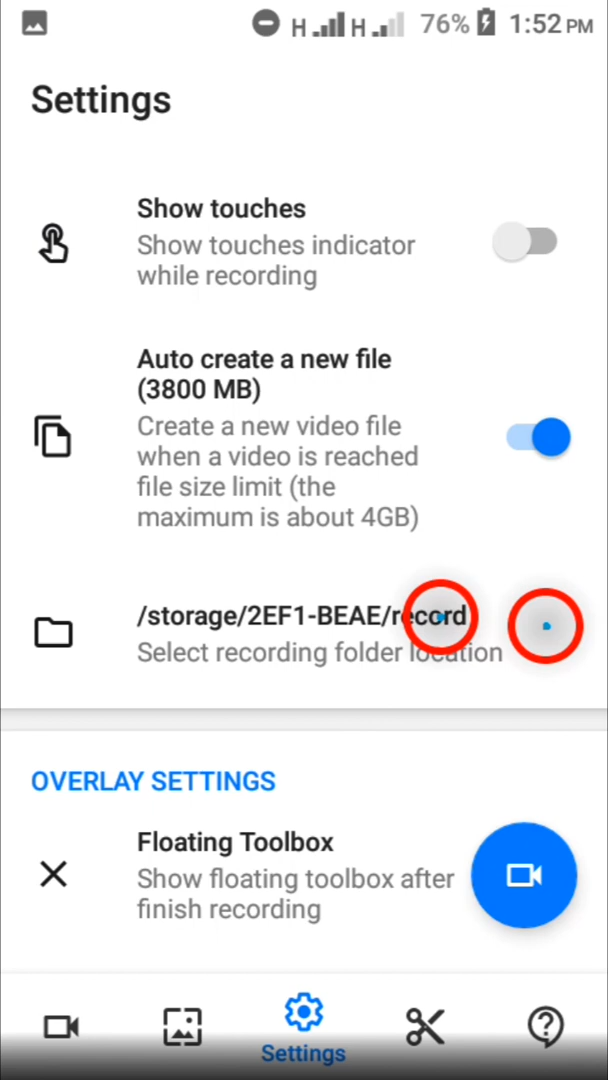 H H 76% 1:52 PM
Settings
Show touches
Show touches indicator
while recording
Auto create a new file
(3800 MB)
Create a new video file
when a video is reached
file size limit (the
maximum is about 4GB)
/storage/2EF1-BEAE/record
Select recording folder location
OVERLAY SETTINGS
Floating Toolbox
Show floating toolbox after
finish recording
Settings